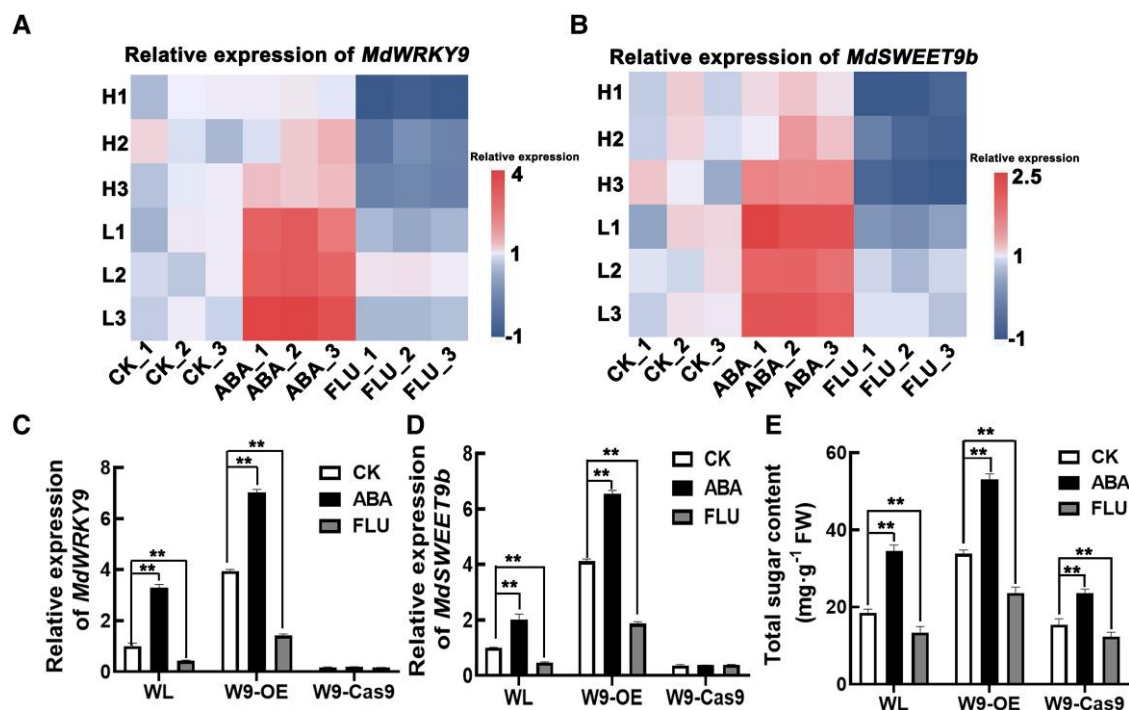 A
Relative expression of MdWRKY9
H1
H2
H3
L1
L2
L3
CK_1
CK_2
CK_3
ABA_1
ABA_2
ABA_3
FLU_1
FLU_2
FLU_3
Relative expression
4
1
-1
B
Relative expression of MdSWEET9b
H1
H2
H3
L1
L2
L3
CK_1
CK_2
CK_3
ABA_1
ABA_2
ABA_3
FLU_1
FLU_2
FLU_3
Relative expression
2.5
1
-1
C
Relative expression
of MdWRKY9
8
6
4
2
0
**
**
**
**
CK
ABA
FLU
WL
W9-OE
W9-Cas9
D
Relative expression
of MdSWEET9b
8
6
4
2
0
**
**
**
**
CK
ABA
FLU
WL
W9-OE
W9-Cas9
E
Total sugar content
(mg·g-1 FW)
60
40
20
0
**
**
**
**
**
**
CK
ABA
FLU
WL
W9-OE
W9-Cas9